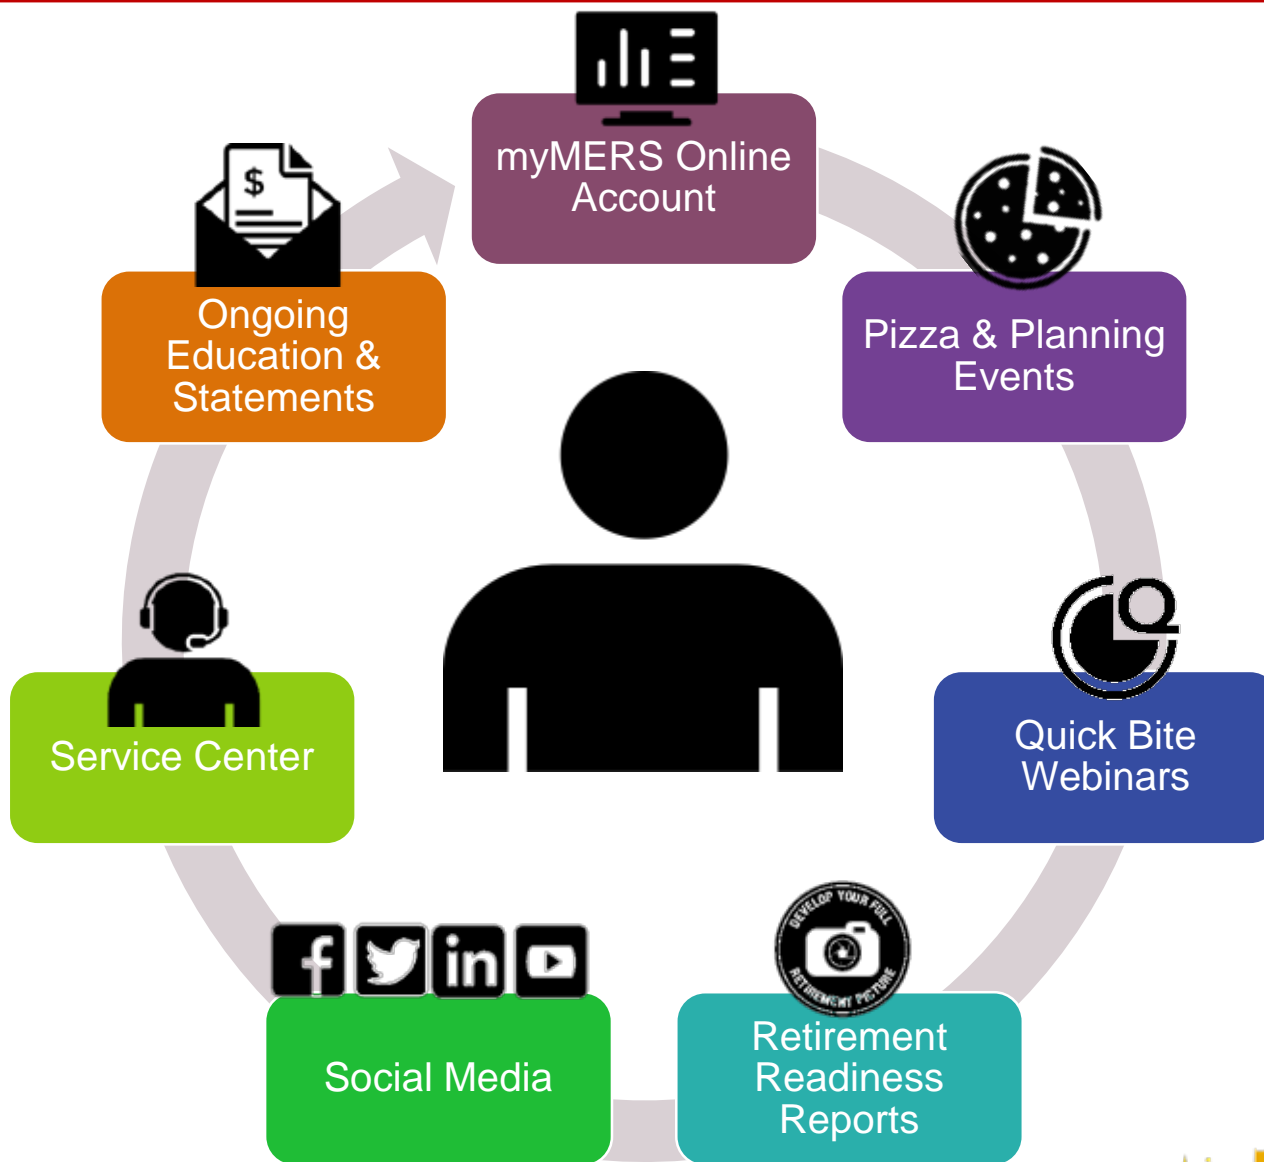 myMERS Online
Account
$
Pizza & Planning
Events
Ongoing
Education &
Statements
Quick Bite
Webinars
Service Center
DEVELOP YOUR FULL
RETIREMENT PICTURE
f
in
Retirement
Readiness
Reports
Social Media